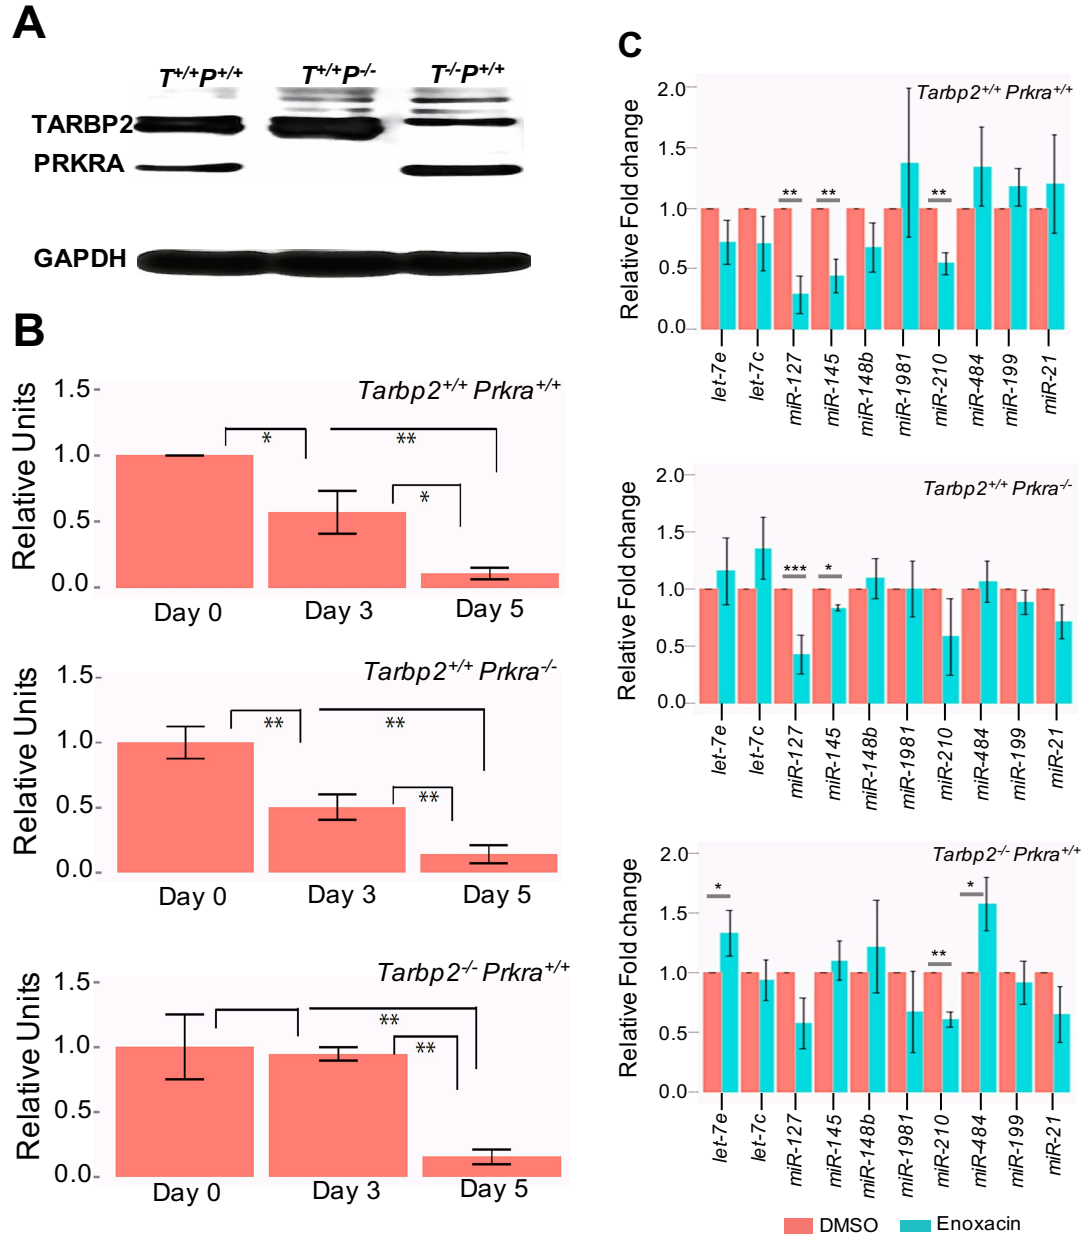 A
T+/+P+/+ T+/+P-/- T-/-P+/+
TARBP2
PRKRA
GAPDH
B
Relative Units
1.5
1.0
0.5
0.0
Tarbp2+/+ Prkra+/+
* ** *
Day 0 Day 3 Day 5
Relative Units
1.5
1.0
0.5
0.0
Tarbp2+/+ Prkra-/-
** ** **
Day 0 Day 3 Day 5
Relative Units
1.5
1.0
0.5
0.0
Tarbp2-/- Prkra+/+
** **
Day 0 Day 3 Day 5
C
Relative Fold change
2.0
1.5
1.0
0.5
0.0
Tarbp2+/+ Prkra+/+
** ** **
let-7e let-7c miR-127 miR-145 miR-148b miR-1981 miR-210 miR-484 miR-199 miR-21
Relative Fold change
2.0
1.5
1.0
0.5
0.0
Tarbp2+/+ Prkra-/-
*** *
let-7e let-7c miR-127 miR-145 miR-148b miR-1981 miR-210 miR-484 miR-199 miR-21
Relative Fold change
2.0
1.5
1.0
0.5
0.0
Tarbp2-/- Prkra+/+
* ** *
let-7e let-7c miR-127 miR-145 miR-148b miR-1981 miR-210 miR-484 miR-199 miR-21
DMSO Enoxacin